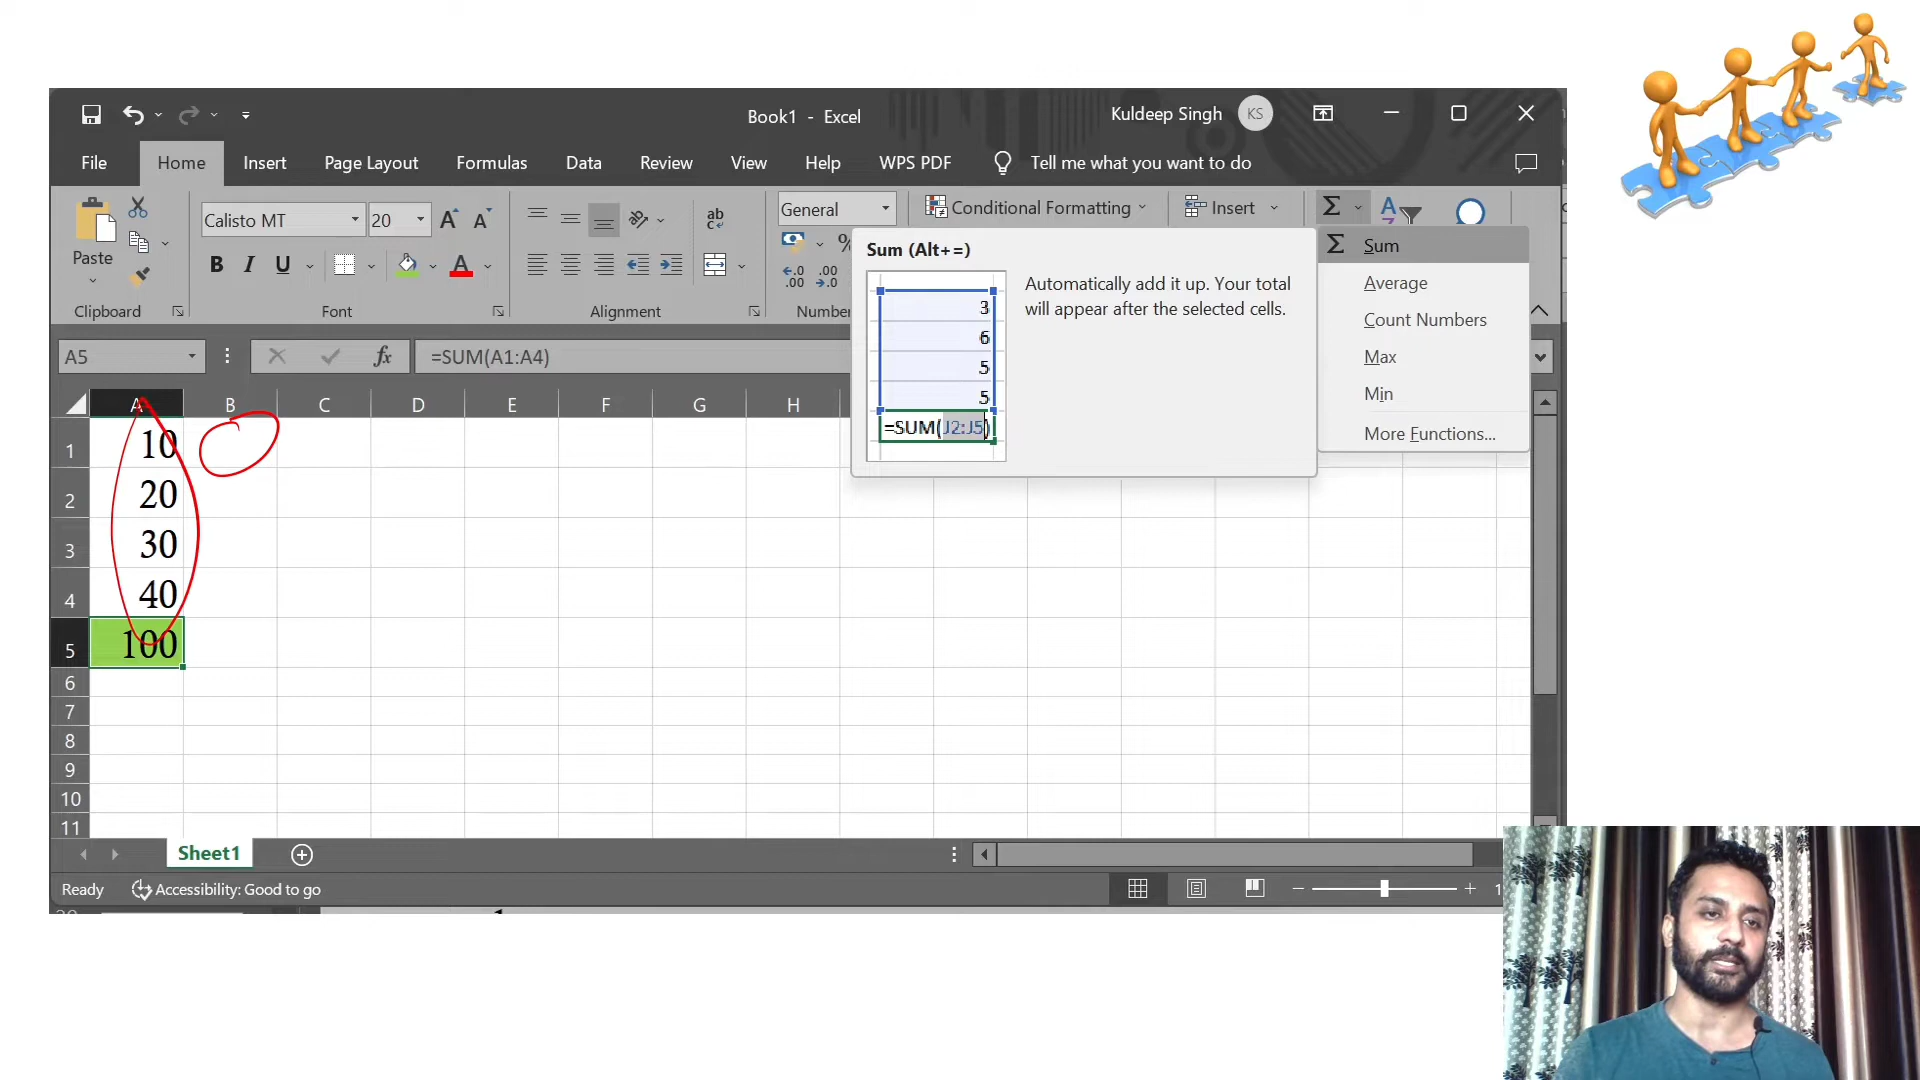 Book1 - Excel
Kuldeep Singh
KS
File
Home
Insert
Page Layout
Formulas
Data
Review
View
Help
WPS PDF
Tell me what you want to do
Paste
Calisto MT
20
A
A
ab
General
Conditional Formatting
Insert
Σ
A
B
I
U
A
%
Clipboard
Font
Alignment
Number
Sum (Alt+=)
Automatically add it up. Your total
will appear after the selected cells.
3
6
5
5
=SUM(J2:J5)
Σ Sum
Average
Count Numbers
Max
Min
More Functions...
A5
fx
=SUM(A1:A4)
A B C D E F G H
1 10
2 20
3 30
4 40
5 100
6
7
8
9
10
11
Sheet1
Ready
Accessibility: Good to go